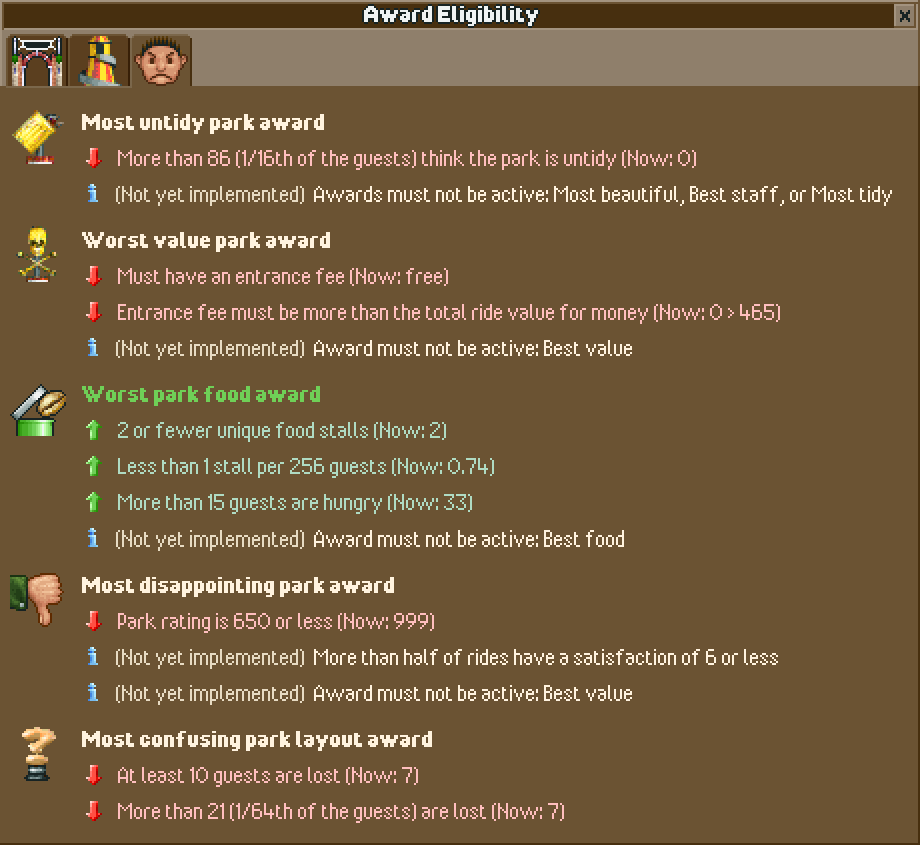 Award Eligibility
Most untidy park award
More than 86 (1/16th of the guests) think the park is untidy (Now: 0)
(Not yet implemented) Awards must not be active: Most beautiful, Best staff, or Most tidy
Worst value park award
Must have an entrance fee (Now: free)
Entrance fee must be more than the total ride value for money (Now: 0 > 465)
(Not yet implemented) Award must not be active: Best value
Worst park food award
2 or fewer unique food stalls (Now: 2)
Less than 1 stall per 256 guests (Now: 0.74)
More than 15 guests are hungry (Now: 33)
(Not yet implemented) Award must not be active: Best food
Most disappointing park award
Park rating is 650 or less (Now: 999)
(Not yet implemented) More than half of rides have a satisfaction of 6 or less
(Not yet implemented) Award must not be active: Best value
Most confusing park layout award
At least 10 guests are lost (Now: 7)
More than 21 (1/64th of the guests) are lost (Now: 7)